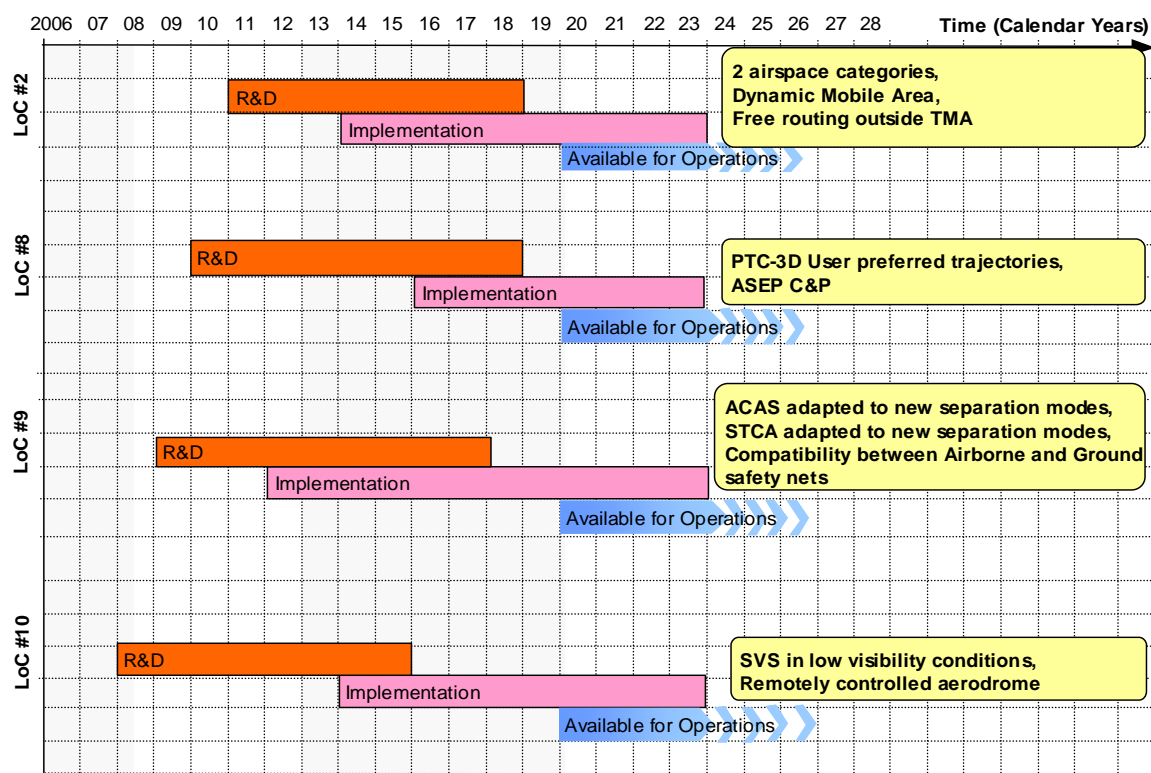 2006 07 08 09 10 11 12 13 14 15 16 17 18 19 20 21 22 23 24 25 26 27 28 Time (Calendar Years)
LoC #2
R&D
Implementation
Available for Operations
2 airspace categories,
Dynamic Mobile Area,
Free routing outside TMA
LoC #8
R&D
Implementation
Available for Operations
PTC-3D User preferred trajectories,
ASEP C&P
LoC #9
R&D
Implementation
Available for Operations
ACAS adapted to new separation modes,
STCA adapted to new separation modes,
Compatibility between Airborne and Ground
safety nets
LoC #10
R&D
Implementation
Available for Operations
SVS in low visibility conditions,
Remotely controlled aerodrome